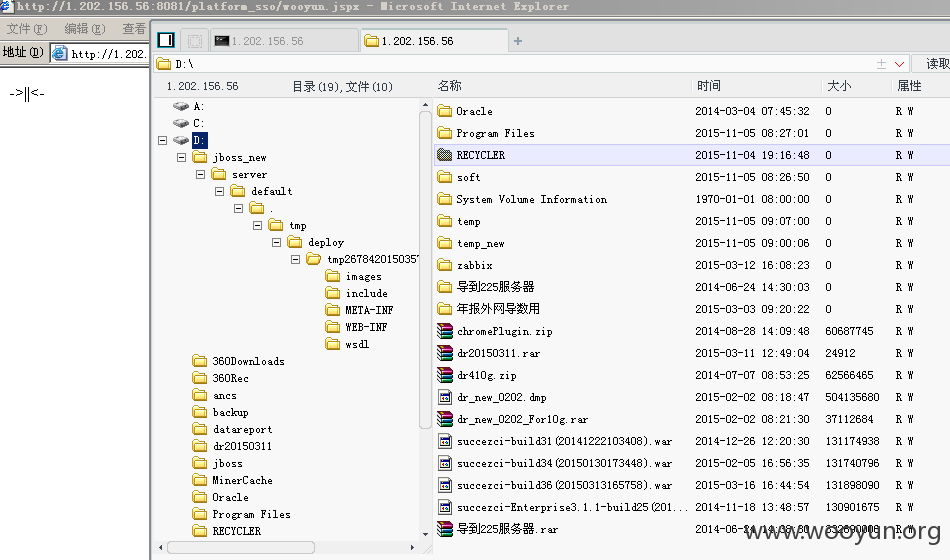 http://1.202.156.56:8081/platform_sso/wooyun.jspx - Microsoft Internet Explorer
文件(F) 编辑(E) 查看
地址(D) http://1.202.
->||<-
1.202.156.56 1.202.156.56 +
D:\ 读取
1.202.156.56 目录(19),文件(10)
A:
C:
D:
jboss_new
server
default
.
tmp
deploy
tmp2678420150357
images
include
META-INF
WEB-INF
wsdl
360Downloads
360Rec
ancs
backup
datareport
dr20150311
jboss
MinerCache
Oracle
Program Files
RECYCLER
名称 时间 大小 属性
Oracle 2014-03-04 07:45:32 0 R W
Program Files 2015-11-05 08:27:01 0 R W
RECYCLER 2015-11-04 19:16:48 0 R W
soft 2015-11-05 08:26:50 0 R W
System Volume Information 1970-01-01 08:00:00 0 R W
temp 2015-11-05 09:07:00 0 R W
temp_new 2015-11-05 09:00:06 0 R W
zabbix 2015-03-12 16:08:23 0 R W
导到225服务器 2014-06-24 14:30:03 0 R W
年报外网导数用 2015-03-03 09:20:22 0 R W
chromePlugin.zip 2014-08-28 14:09:48 60687745 R W
dr20150311.rar 2015-03-11 12:49:04 24912 R W
dr410g.zip 2014-07-07 08:53:25 62566465 R W
dr_new_0202.dmp 2015-02-02 08:18:47 504135680 R W
dr_new_0202_For10g.rar 2015-02-02 08:21:30 37112684 R W
succezci-build31(20141222103408).war 2014-12-26 12:20:30 131174938 R W
succezci-build34(20150130173448).war 2015-02-05 16:56:35 131740796 R W
succezci-build36(20150313165758).war 2015-03-16 16:44:54 131898090 R W
succezci-Enterprise3.1.1-build25(201... 2014-11-18 13:48:57 130901675 R W
导到225服务器.rar 2014-06-24 R W
www.wooyun.org